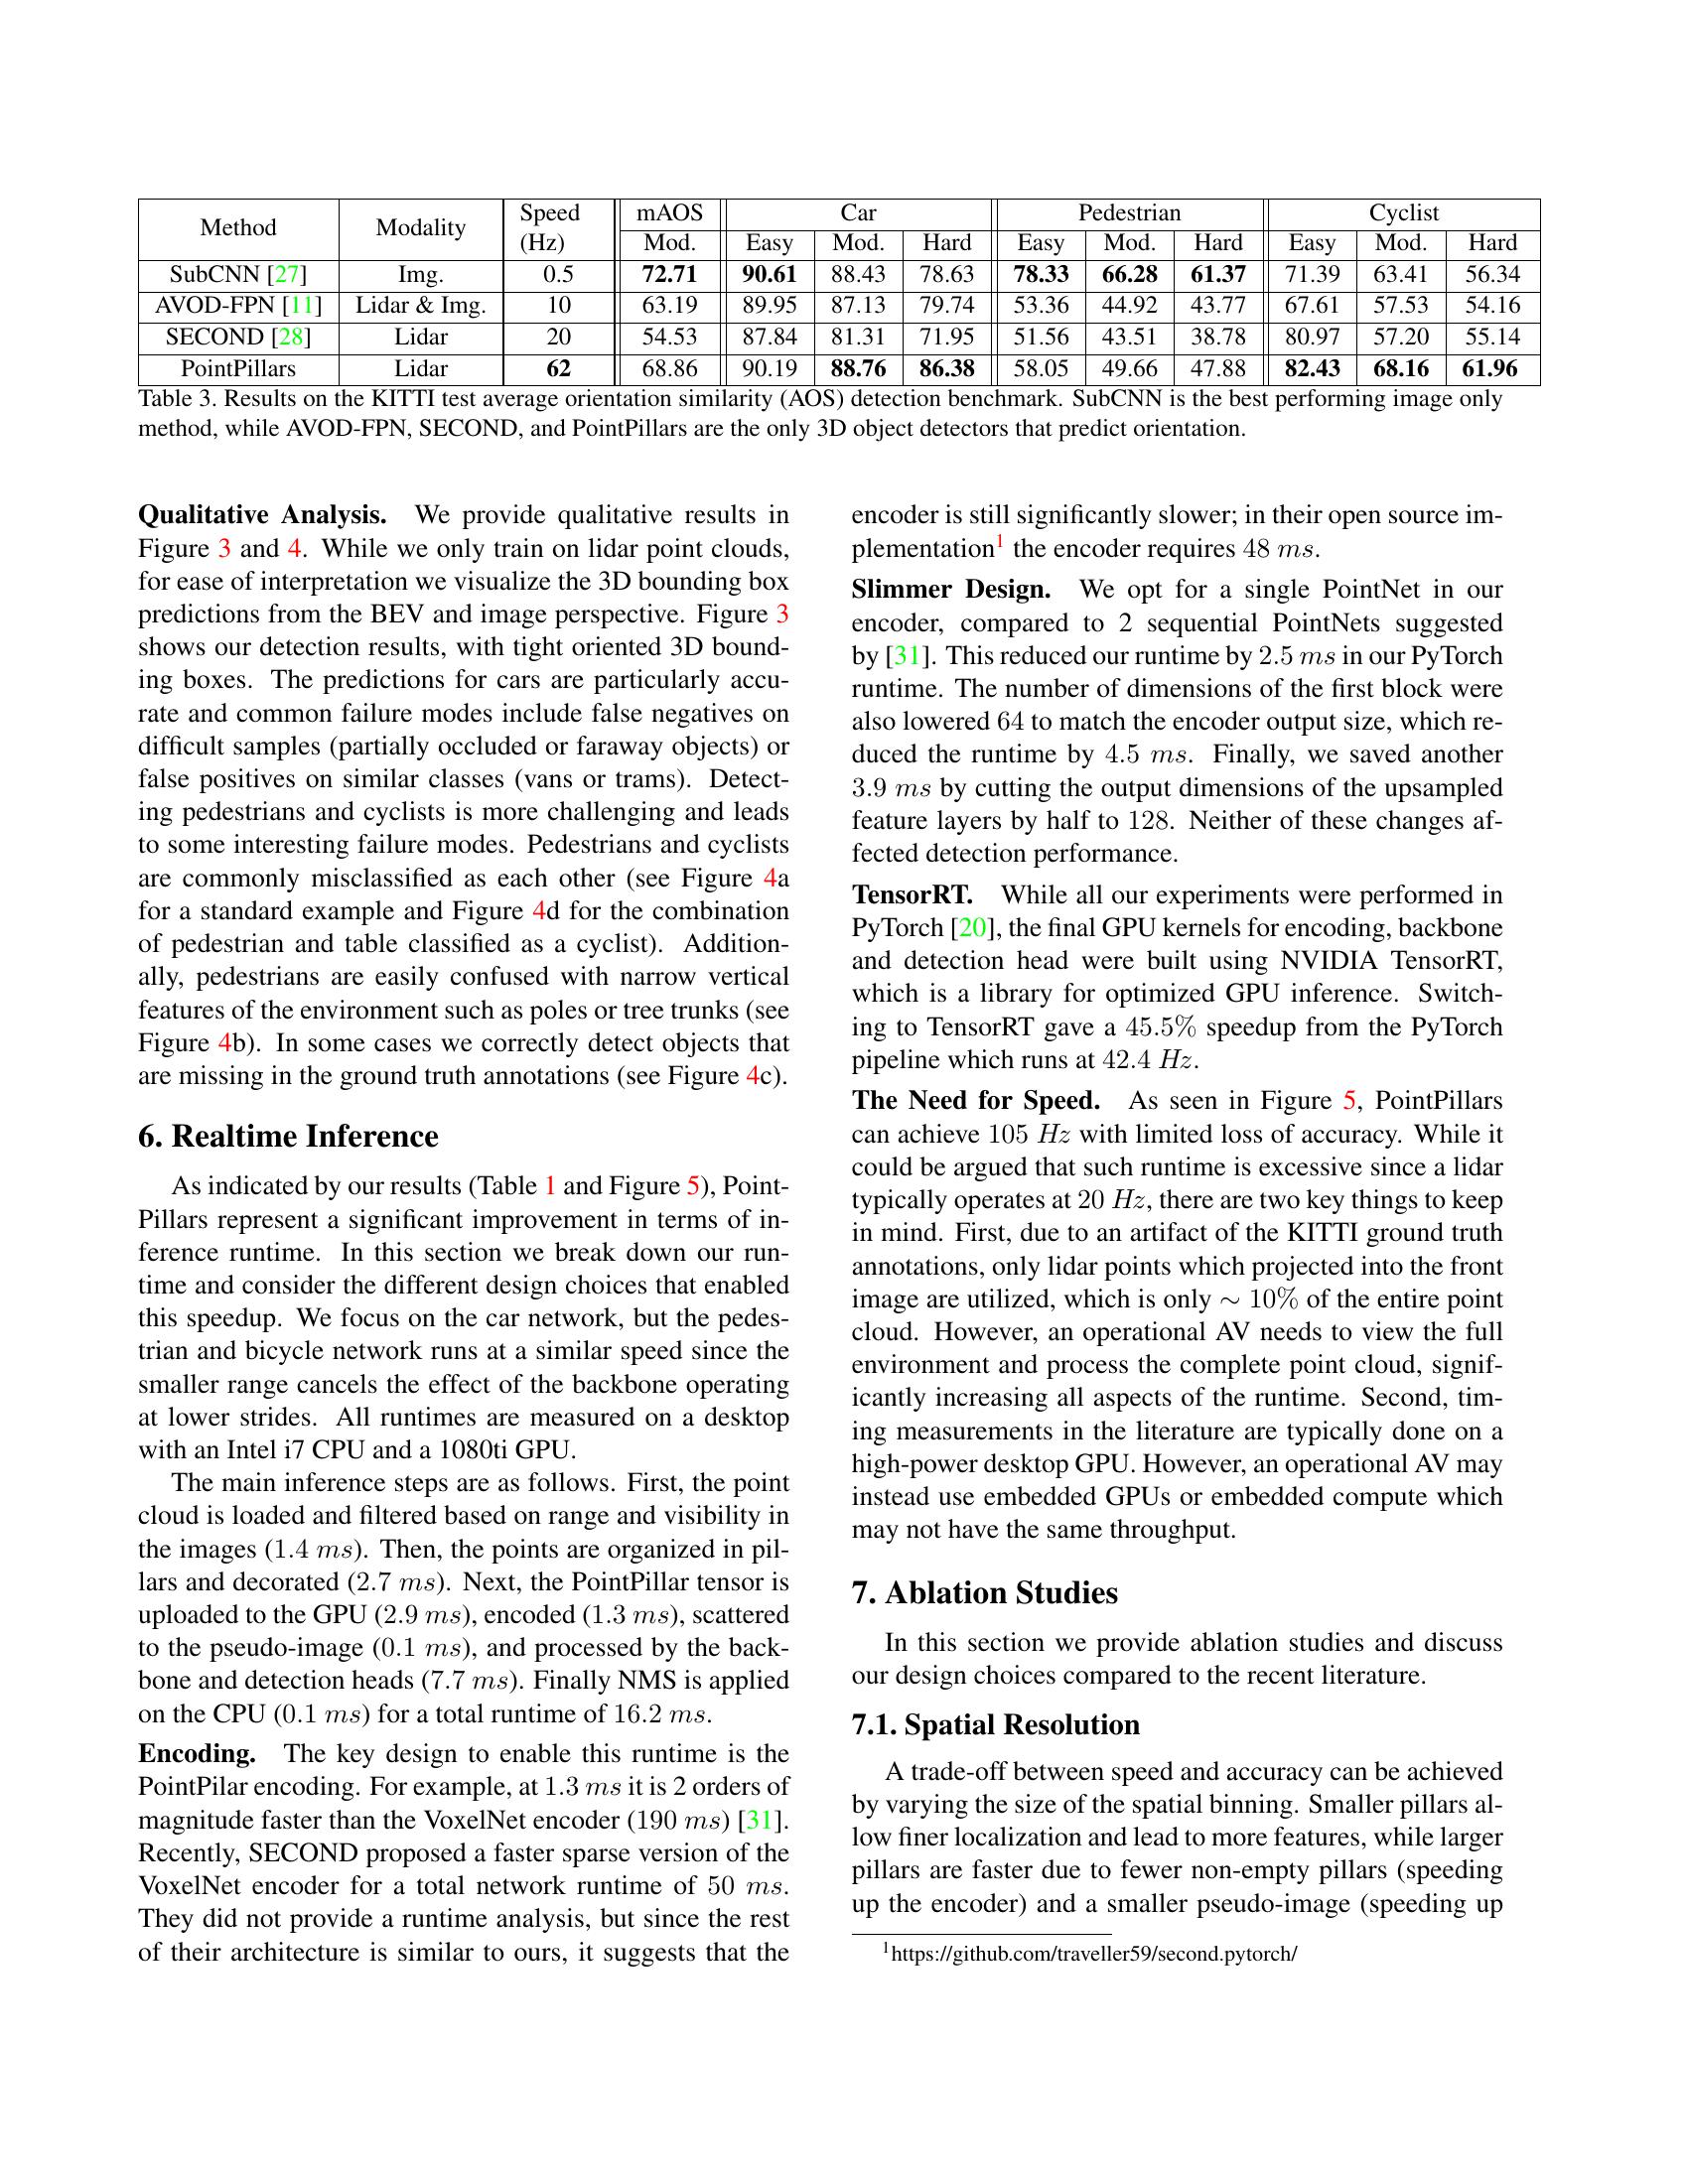 Method Modality Speed (Hz) mAOS Car Pedestrian Cyclist
Mod. Easy Mod. Hard Easy Mod. Hard Easy Mod. Hard
SubCNN [27] Img. 0.5 72.71 90.61 88.43 78.63 78.33 66.28 61.37 71.39 63.41 56.34
AVOD-FPN [11] Lidar & Img. 10 63.19 89.95 87.13 79.74 53.36 44.92 43.77 67.61 57.53 54.16
SECOND [28] Lidar 20 54.53 87.84 81.31 71.95 51.56 43.51 38.78 80.97 57.20 55.14
PointPillars Lidar 62 68.86 90.19 88.76 86.38 58.05 49.66 47.88 82.43 68.16 61.96
Table 3. Results on the KITTI test average orientation similarity (AOS) detection benchmark. SubCNN is the best performing image only
method, while AVOD-FPN, SECOND, and PointPillars are the only 3D object detectors that predict orientation.
Qualitative Analysis. We provide qualitative results in
Figure 3 and 4. While we only train on lidar point clouds,
for ease of interpretation we visualize the 3D bounding box
predictions from the BEV and image perspective. Figure 3
shows our detection results, with tight oriented 3D bound-
ing boxes. The predictions for cars are particularly accu-
rate and common failure modes include false negatives on
difficult samples (partially occluded or faraway objects) or
false positives on similar classes (vans or trams). Detect-
ing pedestrians and cyclists is more challenging and leads
to some interesting failure modes. Pedestrians and cyclists
are commonly misclassified as each other (see Figure 4a
for a standard example and Figure 4d for the combination
of pedestrian and table classified as a cyclist). Addition-
ally, pedestrians are easily confused with narrow vertical
features of the environment such as poles or tree trunks (see
Figure 4b). In some cases we correctly detect objects that
are missing in the ground truth annotations (see Figure 4c).
6. Realtime Inference
As indicated by our results (Table 1 and Figure 5), Point-
Pillars represent a significant improvement in terms of in-
ference runtime. In this section we break down our run-
time and consider the different design choices that enabled
this speedup. We focus on the car network, but the pedes-
trian and bicycle network runs at a similar speed since the
smaller range cancels the effect of the backbone operating
at lower strides. All runtimes are measured on a desktop
with an Intel i7 CPU and a 1080ti GPU.
The main inference steps are as follows. First, the point
cloud is loaded and filtered based on range and visibility in
the images (1.4 ms). Then, the points are organized in pil-
lars and decorated (2.7 ms). Next, the PointPillar tensor is
uploaded to the GPU (2.9 ms), encoded (1.3 ms), scattered
to the pseudo-image (0.1 ms), and processed by the back-
bone and detection heads (7.7 ms). Finally NMS is applied
on the CPU (0.1 ms) for a total runtime of 16.2 ms.
Encoding. The key design to enable this runtime is the
PointPilar encoding. For example, at 1.3 ms it is 2 orders of
magnitude faster than the VoxelNet encoder (190 ms) [31].
Recently, SECOND proposed a faster sparse version of the
VoxelNet encoder for a total network runtime of 50 ms.
They did not provide a runtime analysis, but since the rest
of their architecture is similar to ours, it suggests that the
encoder is still significantly slower; in their open source im-
plementation1 the encoder requires 48 ms.
Slimmer Design. We opt for a single PointNet in our
encoder, compared to 2 sequential PointNets suggested
by [31]. This reduced our runtime by 2.5 ms in our PyTorch
runtime. The number of dimensions of the first block were
also lowered 64 to match the encoder output size, which re-
duced the runtime by 4.5 ms. Finally, we saved another
3.9 ms by cutting the output dimensions of the upsampled
feature layers by half to 128. Neither of these changes af-
fected detection performance.
TensorRT. While all our experiments were performed in
PyTorch [20], the final GPU kernels for encoding, backbone
and detection head were built using NVIDIA TensorRT,
which is a library for optimized GPU inference. Switch-
ing to TensorRT gave a 45.5% speedup from the PyTorch
pipeline which runs at 42.4 Hz.
The Need for Speed. As seen in Figure 5, PointPillars
can achieve 105 Hz with limited loss of accuracy. While it
could be argued that such runtime is excessive since a lidar
typically operates at 20 Hz, there are two key things to keep
in mind. First, due to an artifact of the KITTI ground truth
annotations, only lidar points which projected into the front
image are utilized, which is only ∼ 10% of the entire point
cloud. However, an operational AV needs to view the full
environment and process the complete point cloud, signif-
icantly increasing all aspects of the runtime. Second, tim-
ing measurements in the literature are typically done on a
high-power desktop GPU. However, an operational AV may
instead use embedded GPUs or embedded compute which
may not have the same throughput.
7. Ablation Studies
In this section we provide ablation studies and discuss
our design choices compared to the recent literature.
7.1. Spatial Resolution
A trade-off between speed and accuracy can be achieved
by varying the size of the spatial binning. Smaller pillars al-
low finer localization and lead to more features, while larger
pillars are faster due to fewer non-empty pillars (speeding
up the encoder) and a smaller pseudo-image (speeding up
1https://github.com/traveller59/second.pytorch/